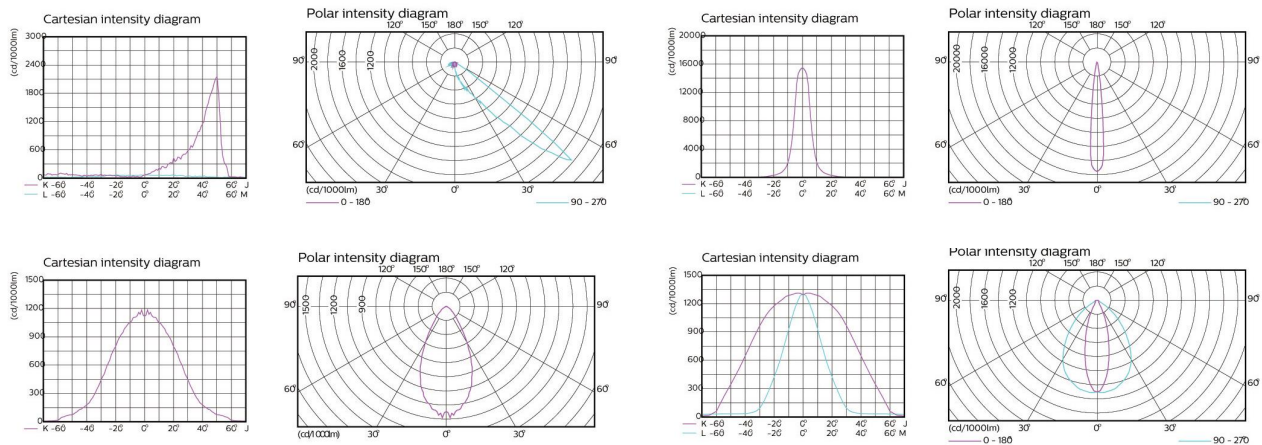 Cartesian intensity diagram
(cd/1000lm)
3000
2400
1800
1200
600
0
K -60° -40° -20° 0° 20° 40° 60° J
L -60° -40° -20° 0° 20° 40° 60° M
Polar intensity diagram
120° 150° 180° 150° 120°
90° 90°
2000 1600 1200
60° 60°
(cd/1000lm) 30° 0° 30°
0 - 180° 90 - 270°
Cartesian intensity diagram
(cd/1000lm)
20000
16000
12000
8000
4000
0
K -60° -40° -20° 0° 20° 40° 60° J
L -60° -40° -20° 0° 20° 40° 60° M
Polar intensity diagram
120° 150° 180° 150° 120°
90° 90°
20000 16000 12000
60° 60°
(cd/1000lm) 30° 0° 30°
0 - 180° 90 - 270°
Cartesian intensity diagram
(cd/1000lm)
1500
1200
900
600
300
0
K -60° -40° -20° 0° 20° 40° 60° J
Polar intensity diagram
120° 150° 180° 150° 120°
90° 90°
1500 1200 900
60° 60°
(cd/1000lm) 30° 0° 30°
Cartesian intensity diagram
(cd/1000lm)
1500
1200
900
600
300
0
K -60° -40° -20° 0° 20° 40° 60° J
L -60° -40° -20° 0° 20° 40° 60° M
Polar intensity diagram
120° 150° 180° 150° 120°
90° 90°
2000 1600 1200
60° 60°
(cd/1000lm) 30° 0° 30°
0 - 180° 90 - 270°